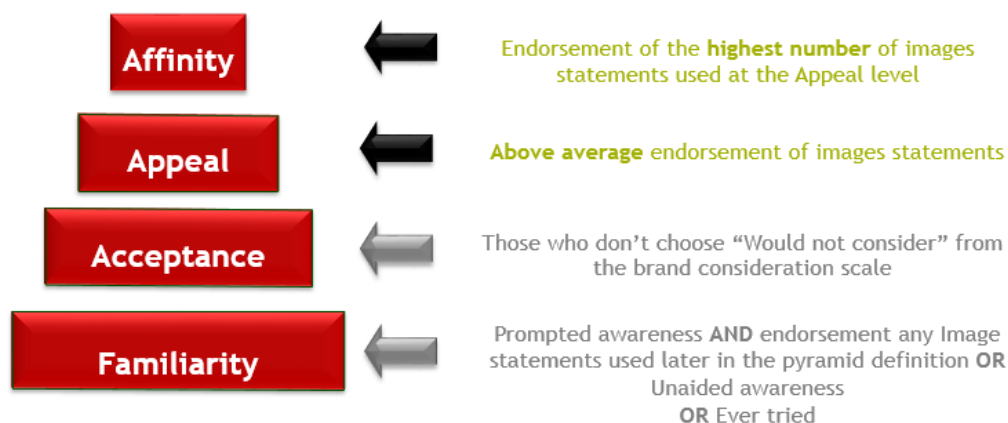 Affinity
Endorsement of the highest number of images
statements used at the Appeal level
Appeal
Above average endorsement of images statements
Acceptance
Those who don't choose “Would not consider” from
the brand consideration scale
Familiarity
Prompted awareness AND endorsement any Image
statements used later in the pyramid definition OR
Unaided awareness
OR Ever tried